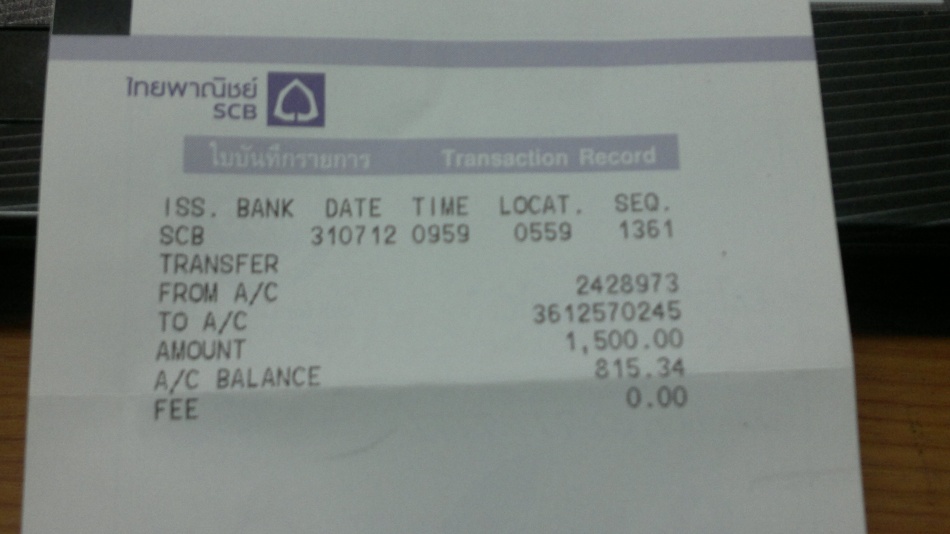 ไทยพาณิชย์
SCB
ใบบันทึกรายการ Transaction Record
ISS. BANK DATE TIME LOCAT. SEQ.
SCB 310712 0959 0559 1361
TRANSFER
FROM A/C 2428973
TO A/C 3612570245
AMOUNT 1,500.00
A/C BALANCE 815.34
FEE 0.00